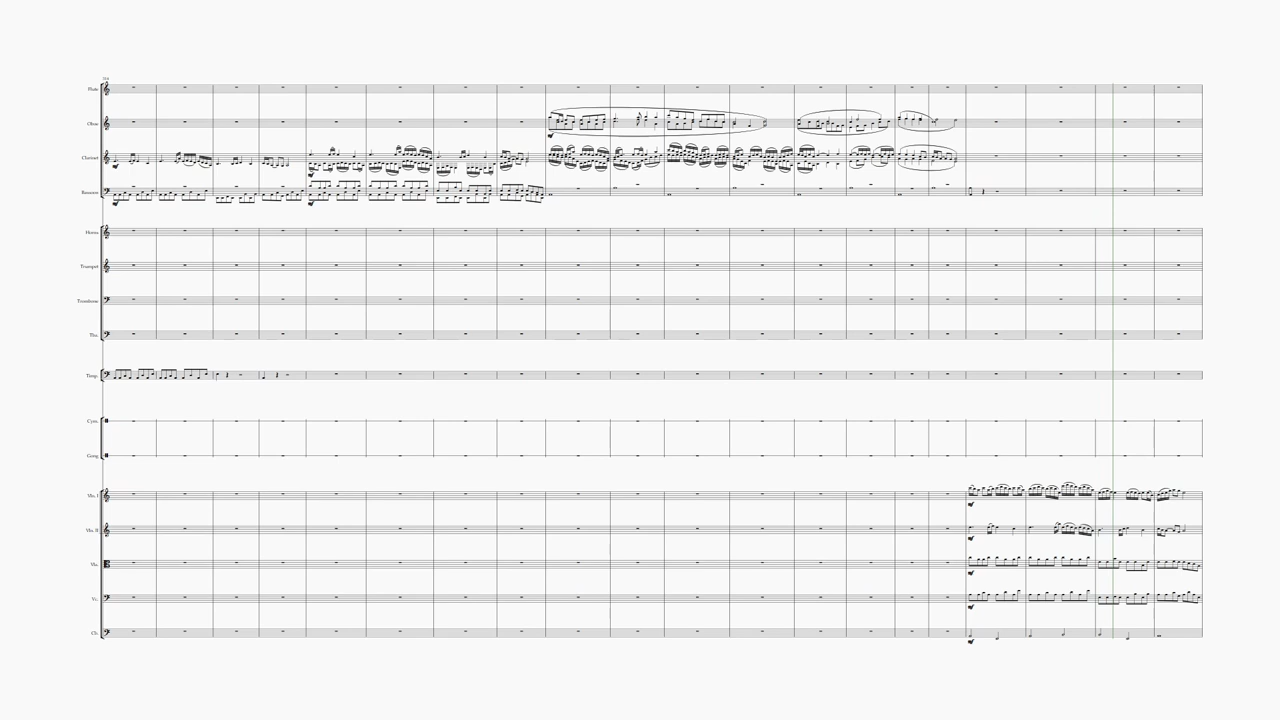 Flute
Oboe
Clarinet
Bassoon
Horns
Trumpet
Trombone
Tba.
Timp.
Cym.
Gong
Vln. I
Vln. II
Vla.
Vc.
Cb.